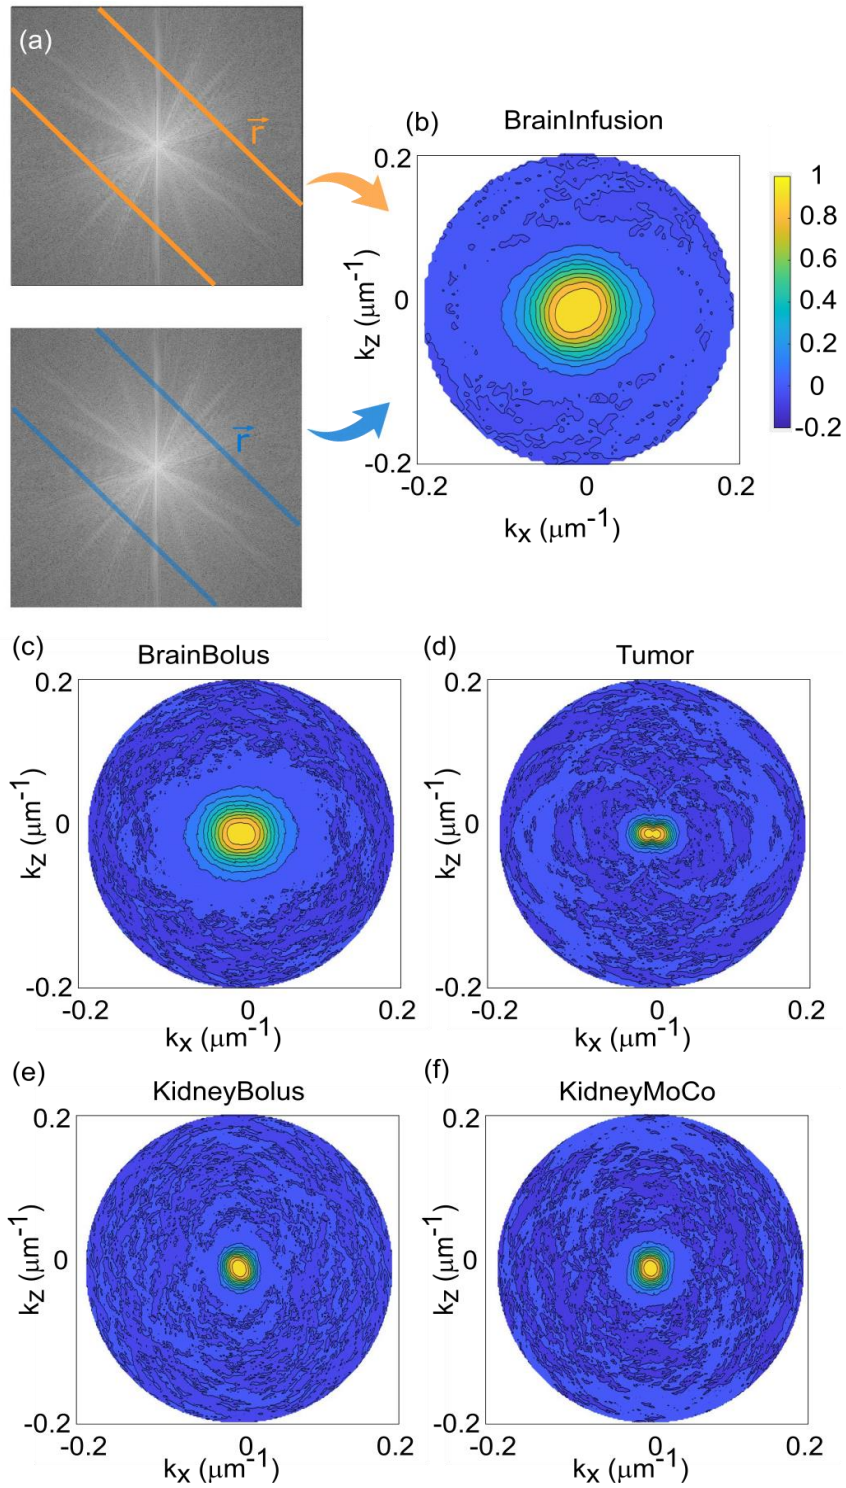 (a)
r
r
(b) BrainInfusion
0.2
0
-0.2
kz (μm-1)
-0.2 0 0.2
kx (μm-1)
1
0.8
0.6
0.4
0.2
0
-0.2
(c) BrainBolus
0.2
0
-0.2
kz (μm-1)
-0.2 0 0.2
kx (μm-1)
(d) Tumor
0.2
0
-0.2
kz (μm-1)
-0.2 0 0.2
kx (μm-1)
(e) KidneyBolus
0.2
0
-0.2
kz (μm-1)
-0.2 0 0.2
kx (μm-1)
(f) KidneyMoCo
0.2
0
-0.2
kz (μm-1)
-0.2 0 0.2
kx (μm-1)